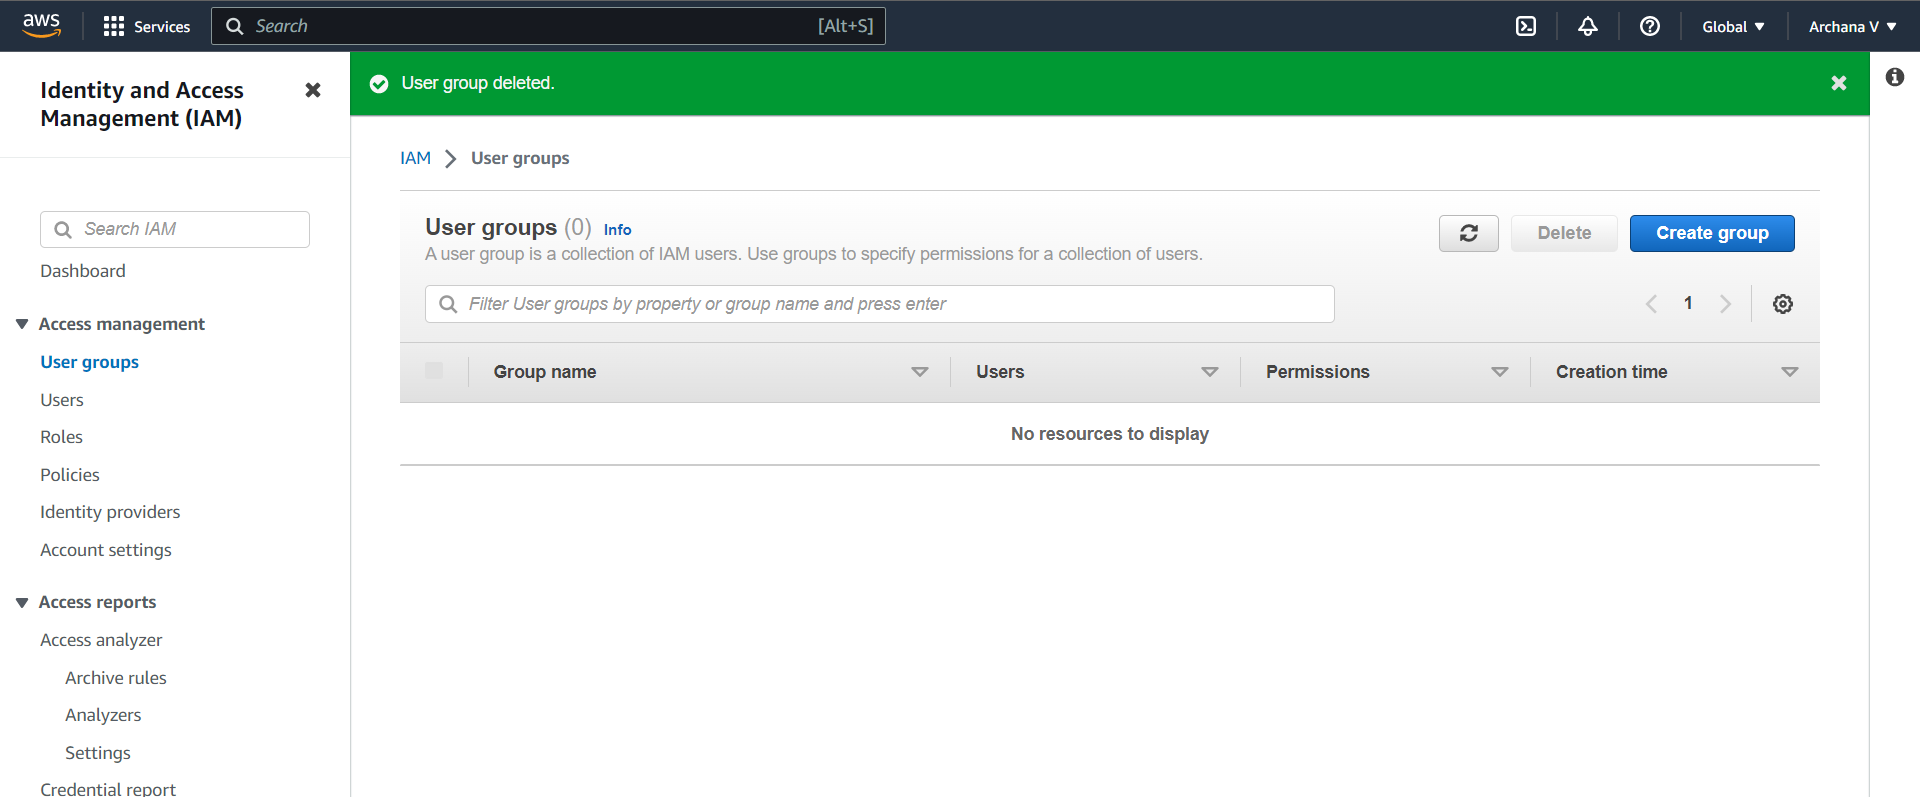 aws
Services
Search
[Alt+S]
Global
Archana V
Identity and Access
Management (IAM)
Search IAM
Dashboard
Access management
User groups
Users
Roles
Policies
Identity providers
Account settings
Access reports
Access analyzer
Archive rules
Analyzers
Settings
Credential report
User group deleted.
IAM
User groups
User groups (0) Info
A user group is a collection of IAM users. Use groups to specify permissions for a collection of users.
Delete
Create group
Filter User groups by property or group name and press enter
1
Group name
Users
Permissions
Creation time
No resources to display